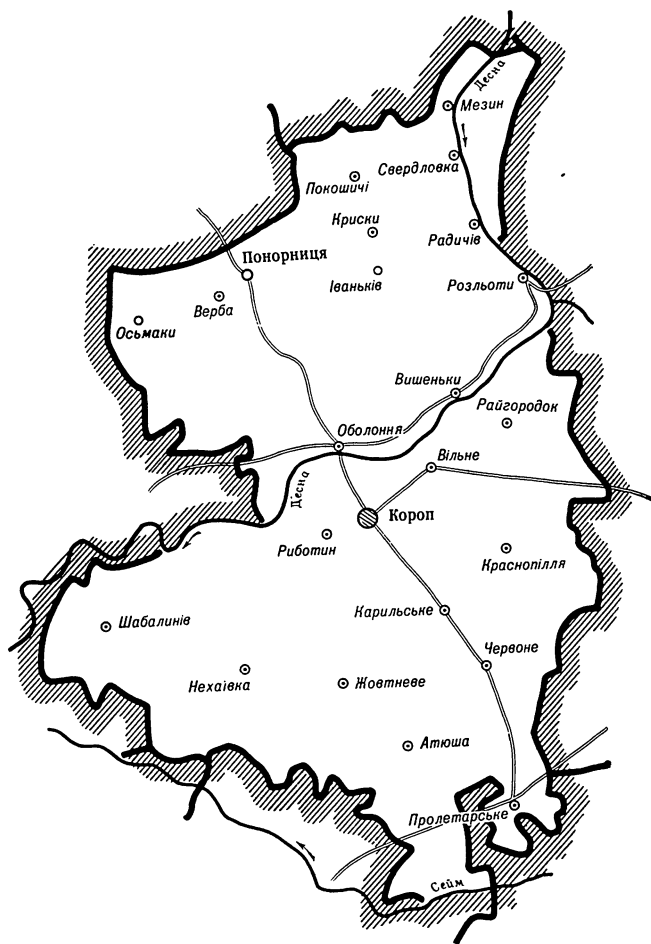 Десна
Мезин
Свердловка
Покошичі
Криски
Радичів
Понорниця
Іваньків
Розльоти
Верба
Осьмаки
Вишеньки
Райгородок
Оболоння
Вільне
Десна
Короп
Риботин
Краснопілля
Карильське
Шабалинів
Червоне
Нехаївка
Жовтневе
Атюша
Пролетарське
Сейм